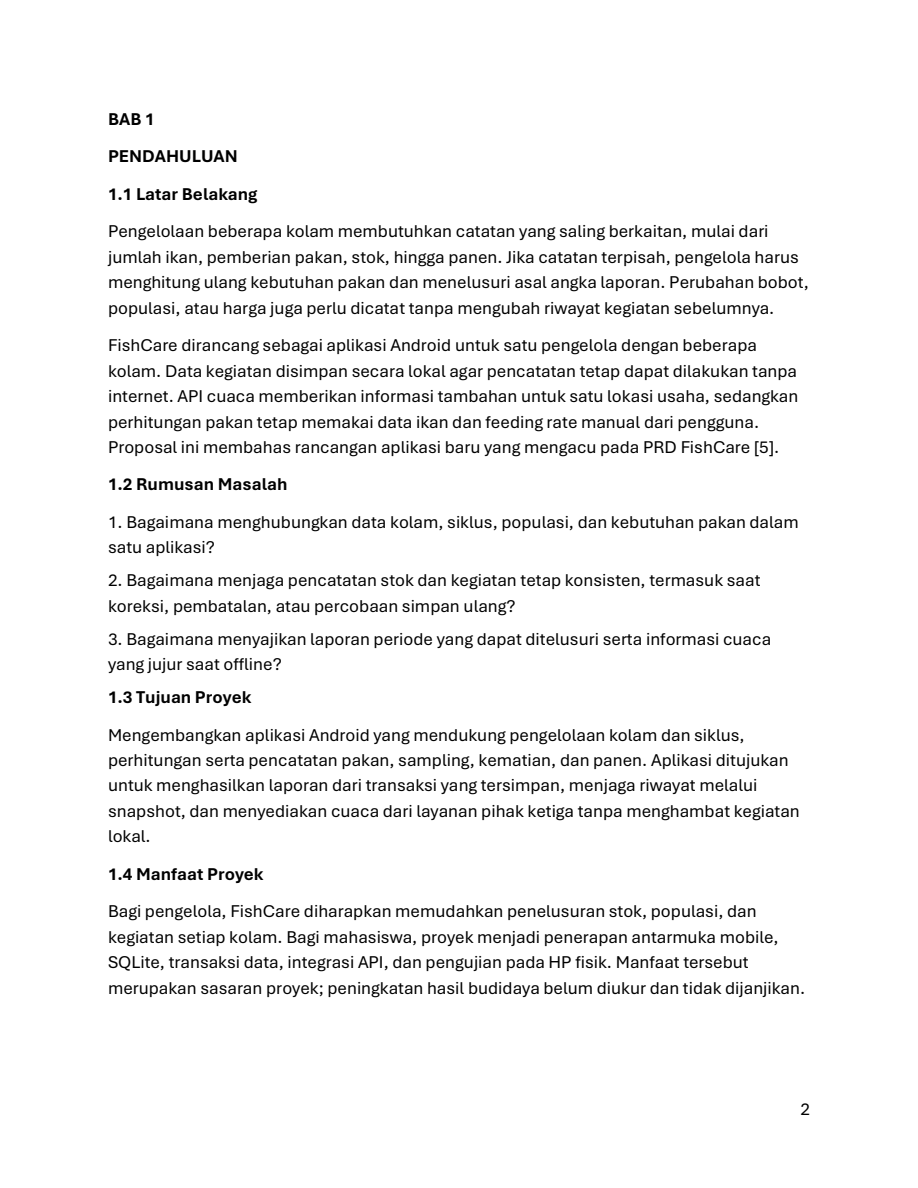 BAB 1
PENDAHULUAN
1.1 Latar Belakang
Pengelolaan beberapa kolam membutuhkan catatan yang saling berkaitan, mulai dari
jumlah ikan, pemberian pakan, stok, hingga panen. Jika catatan terpisah, pengelola harus
menghitung ulang kebutuhan pakan dan menelusuri asal angka laporan. Perubahan bobot,
populasi, atau harga juga perlu dicatat tanpa mengubah riwayat kegiatan sebelumnya.
FishCare dirancang sebagai aplikasi Android untuk satu pengelola dengan beberapa
kolam. Data kegiatan disimpan secara lokal agar pencatatan tetap dapat dilakukan tanpa
internet. API cuaca memberikan informasi tambahan untuk satu lokasi usaha, sedangkan
perhitungan pakan tetap memakai data ikan dan feeding rate manual dari pengguna.
Proposal ini membahas rancangan aplikasi baru yang mengacu pada PRD FishCare [5].
1.2 Rumusan Masalah
1. Bagaimana menghubungkan data kolam, siklus, populasi, dan kebutuhan pakan dalam
satu aplikasi?
2. Bagaimana menjaga pencatatan stok dan kegiatan tetap konsisten, termasuk saat
koreksi, pembatalan, atau percobaan simpan ulang?
3. Bagaimana menyajikan laporan periode yang dapat ditelusuri serta informasi cuaca
yang jujur saat offline?
1.3 Tujuan Proyek
Mengembangkan aplikasi Android yang mendukung pengelolaan kolam dan siklus,
perhitungan serta pencatatan pakan, sampling, kematian, dan panen. Aplikasi ditujukan
untuk menghasilkan laporan dari transaksi yang tersimpan, menjaga riwayat melalui
snapshot, dan menyediakan cuaca dari layanan pihak ketiga tanpa menghambat kegiatan
lokal.
1.4 Manfaat Proyek
Bagi pengelola, FishCare diharapkan memudahkan penelusuran stok, populasi, dan
kegiatan setiap kolam. Bagi mahasiswa, proyek menjadi penerapan antarmuka mobile,
SQLite, transaksi data, integrasi API, dan pengujian pada HP fisik. Manfaat tersebut
merupakan sasaran proyek; peningkatan hasil budidaya belum diukur dan tidak dijanjikan.
2